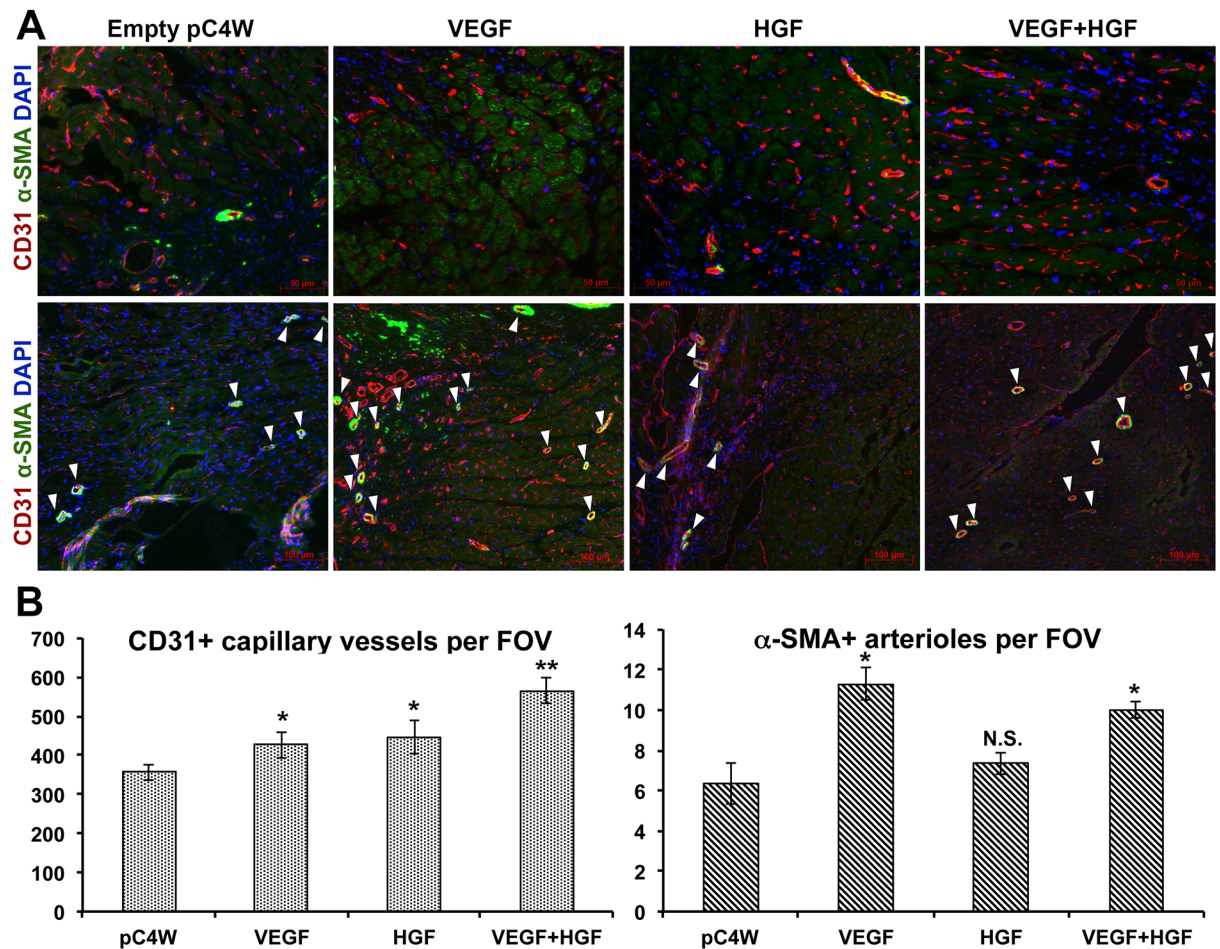 A
Empty pC4W VEGF HGF VEGF+HGF
CD31 α-SMA DAPI
50 µm 50 µm 50 µm 50 µm
CD31 α-SMA DAPI
100 µm 100 µm 100 µm 100 µm
B
CD31+ capillary vessels per FOV
700
600
500
400
300
200
100
0
* * **
pC4W VEGF HGF VEGF+HGF
α-SMA+ arterioles per FOV
14
12
10
8
6
4
2
0
* N.S. *
pC4W VEGF HGF VEGF+HGF